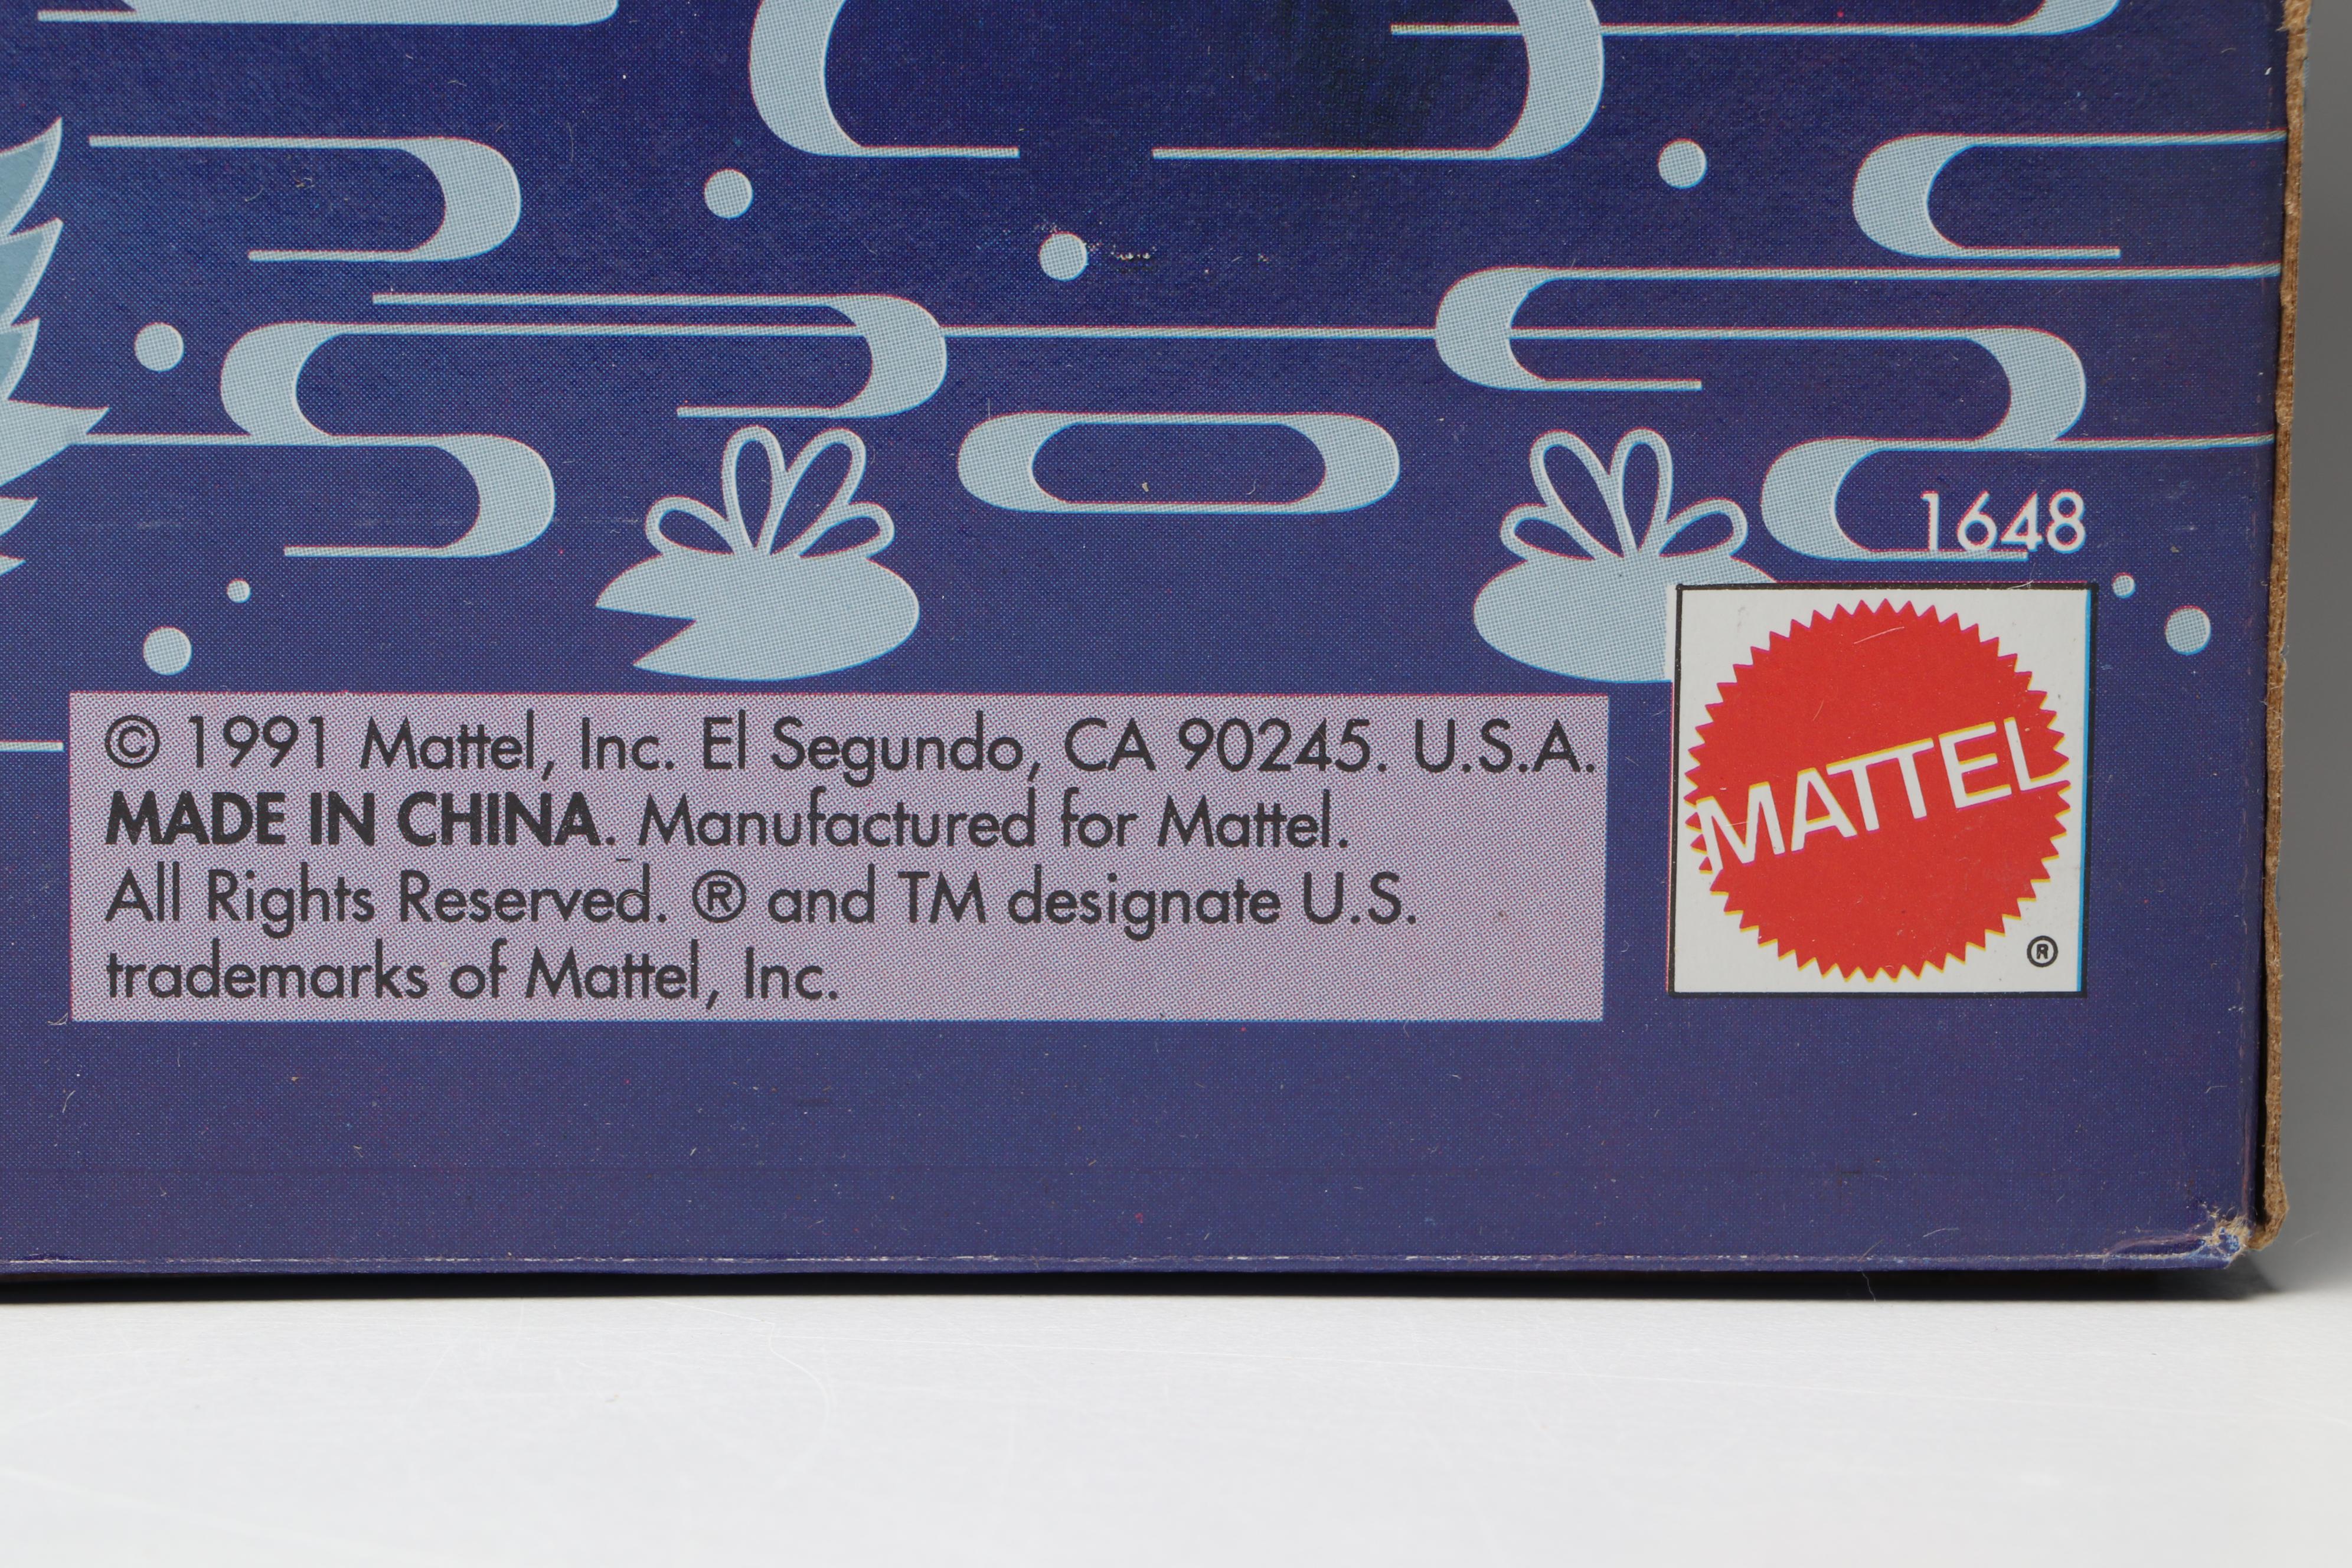 1648
© 1991 Mattel, Inc. El Segundo, CA 90245. U.S.A.
MADE IN CHINA. Manufactured for Mattel.
All Rights Reserved. ® and TM designate U.S.
trademarks of Mattel, Inc.
MATTEL
®